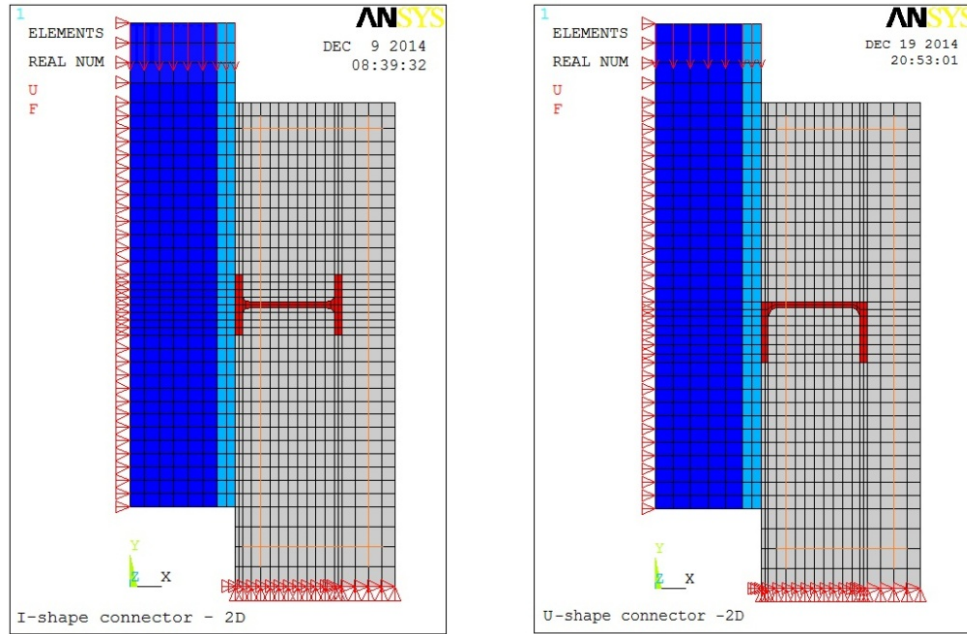 1
ANSYS
ELEMENTS
DEC 9 2014
REAL NUM
08:39:32
U
F
Y
Z X
I-shape connector - 2D
1
ANSYS
ELEMENTS
DEC 19 2014
REAL NUM
20:53:01
U
F
Y
Z X
U-shape connector - 2D